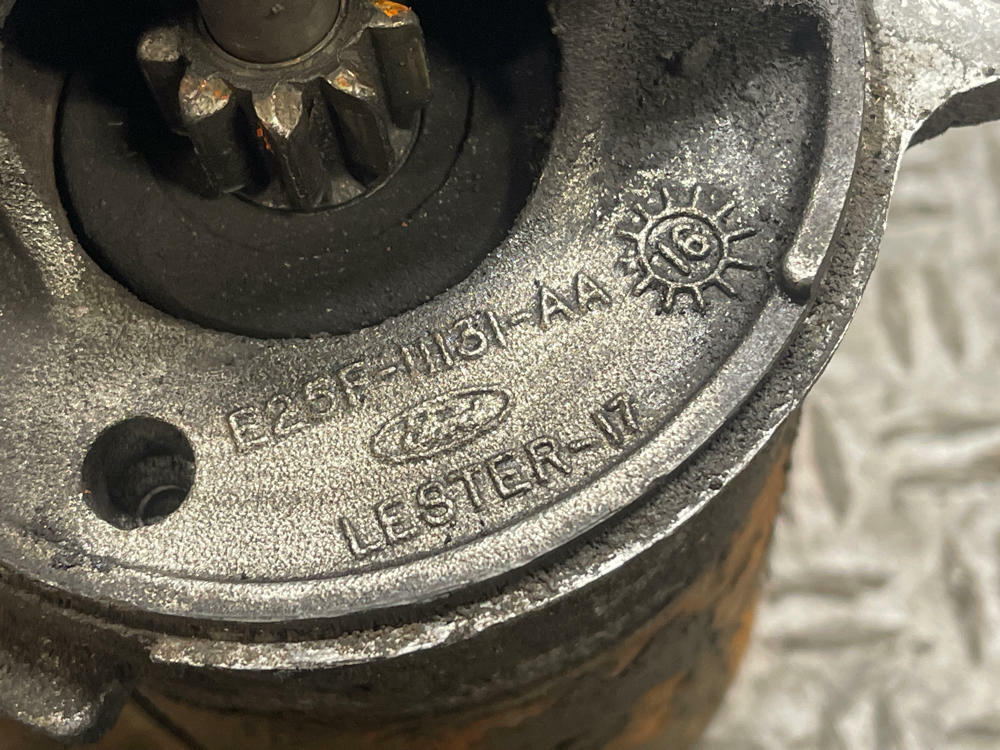 16
E25F-11131-AA
Ford
LESTER-17